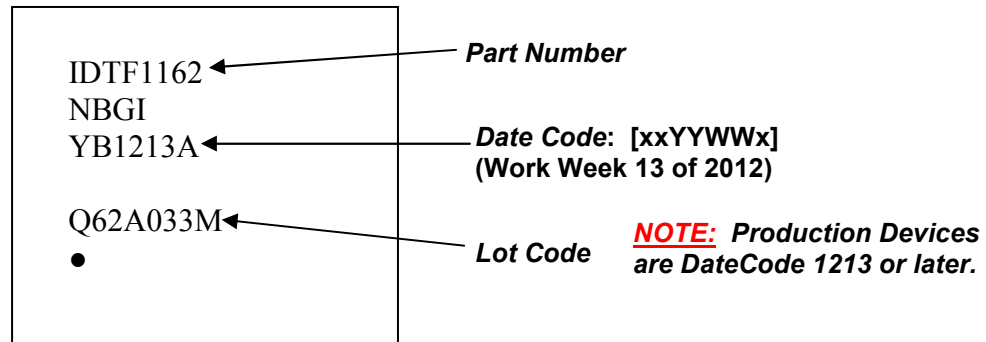 IDTF1162
NBGI
YB1213A
Q62A033M
Part Number
Date Code: [xxYYWWx]
(Work Week 13 of 2012)
Lot Code
NOTE: Production Devices
are DateCode 1213 or later.